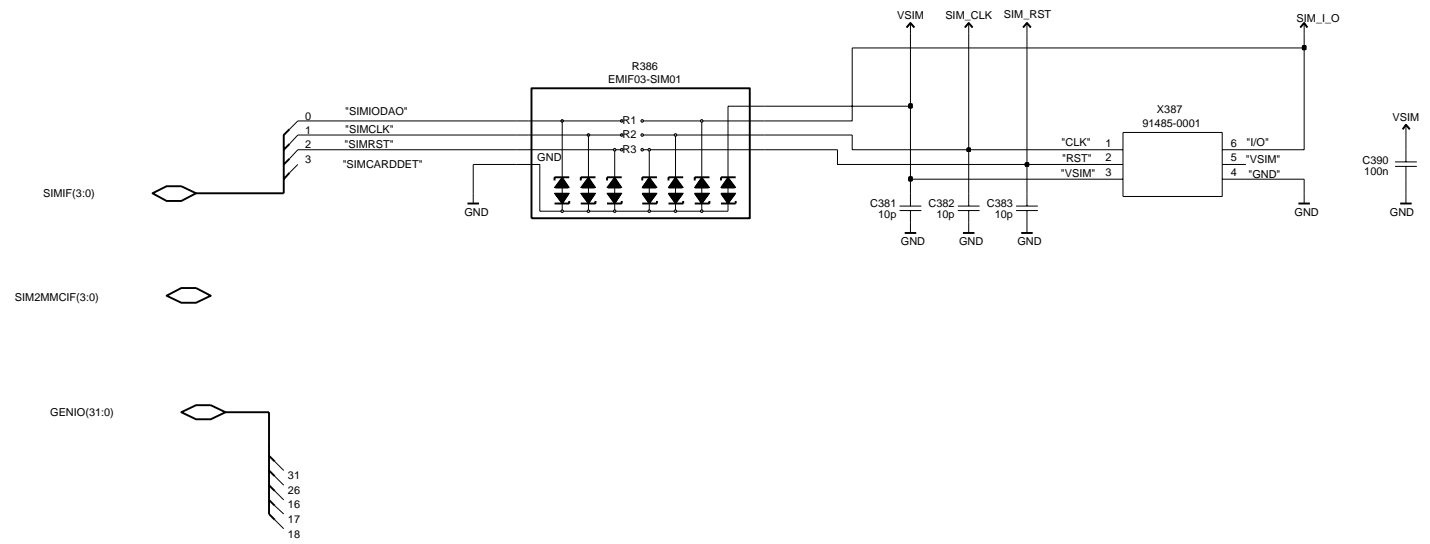 VSIM
SIM_CLK
SIM_RST
SIM_I_O
R386
EMIF03-SIM01
0 "SIMIODAO"
1 "SIMCLK"
2 "SIMRST"
3 "SIMCARDDET"
R1
R2
R3
GND
GND
SIMIF(3:0)
X387
91485-0001
"CLK" 1
"RST" 2
"VSIM" 3
6 "I/O"
5 "VSIM"
4 "GND"
GND
VSIM
C390
100n
GND
C381
10p
GND
C382
10p
GND
C383
10p
GND
SIM2MMCIF(3:0)
GENIO(31:0)
31
26
16
17
18